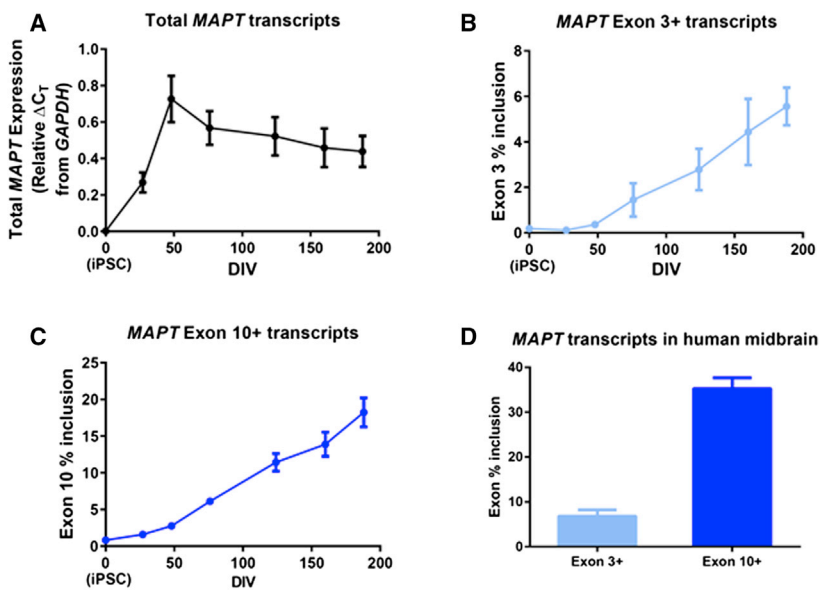 A
Total MAPT transcripts
Total MAPT Expression
(Relative ΔCT
from GAPDH)
1.0
0.8
0.6
0.4
0.2
0.0
0 50 100 150 200
(iPSC)
DIV
B
MAPT Exon 3+ transcripts
Exon 3 % inclusion
8
6
4
2
0
0 50 100 150 200
(iPSC)
DIV
C
MAPT Exon 10+ transcripts
Exon 10 % inclusion
25
20
15
10
5
0
0 50 100 150 200
(iPSC)
DIV
D
MAPT transcripts in human midbrain
Exon % inclusion
40
30
20
10
0
Exon 3+ Exon 10+